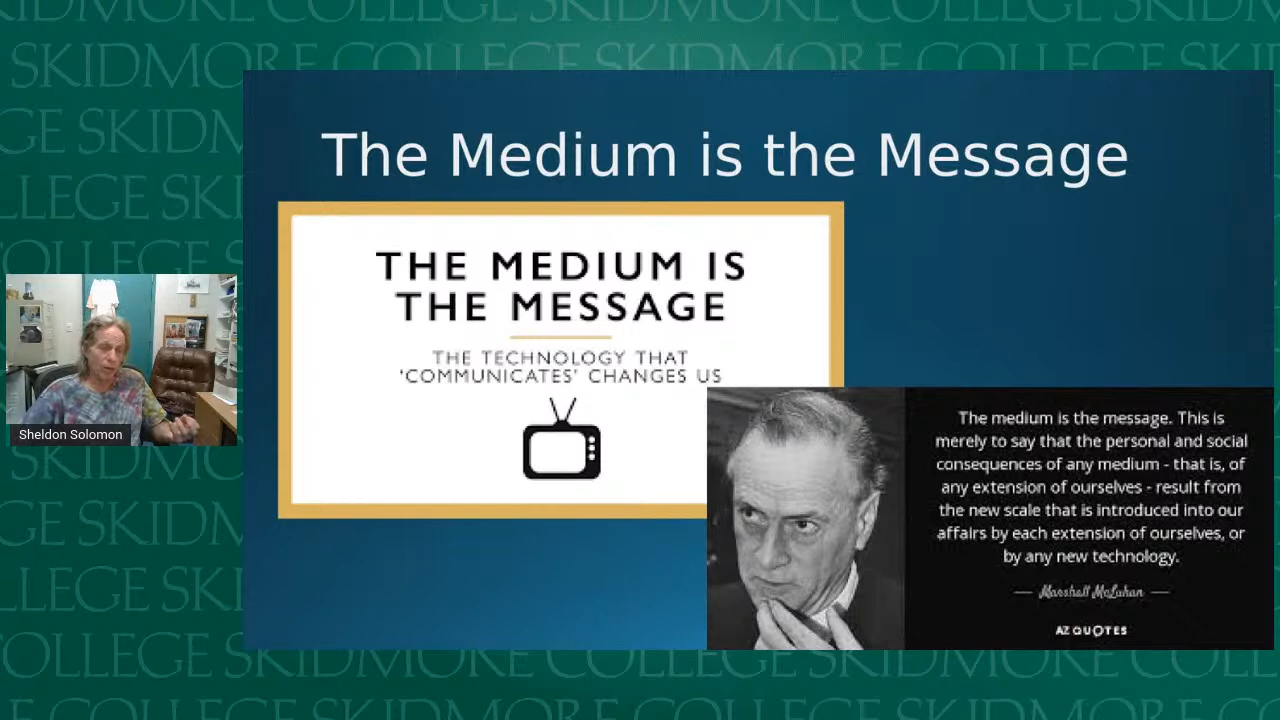 SKIDMORE COLLEGE
The Medium is the Message
THE MEDIUM IS
THE MESSAGE
THE TECHNOLOGY THAT
'COMMUNICATES' CHANGES US
Sheldon Solomon
The medium is the message. This is
merely to say that the personal and social
consequences of any medium - that is, of
any extension of ourselves - result from
the new scale that is introduced into our
affairs by each extension of ourselves, or
by any new technology.
Marshall McLuhan
AZ QUOTES